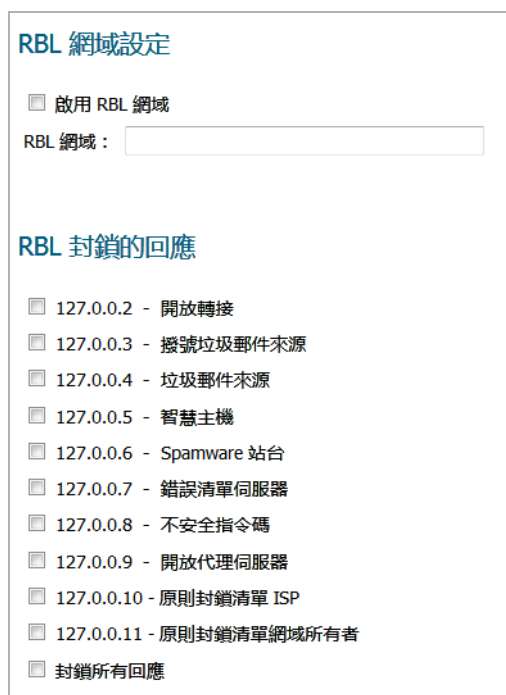 RBL 網域設定
啟用 RBL 網域
RBL 網域：
RBL 封鎖的回應
127.0.0.2 - 開放轉接
127.0.0.3 - 撥號垃圾郵件來源
127.0.0.4 - 垃圾郵件來源
127.0.0.5 - 智慧主機
127.0.0.6 - Spamware 站台
127.0.0.7 - 錯誤清單伺服器
127.0.0.8 - 不安全指令碼
127.0.0.9 - 開放代理伺服器
127.0.0.10 - 原則封鎖清單 ISP
127.0.0.11 - 原則封鎖清單網域所有者
封鎖所有回應